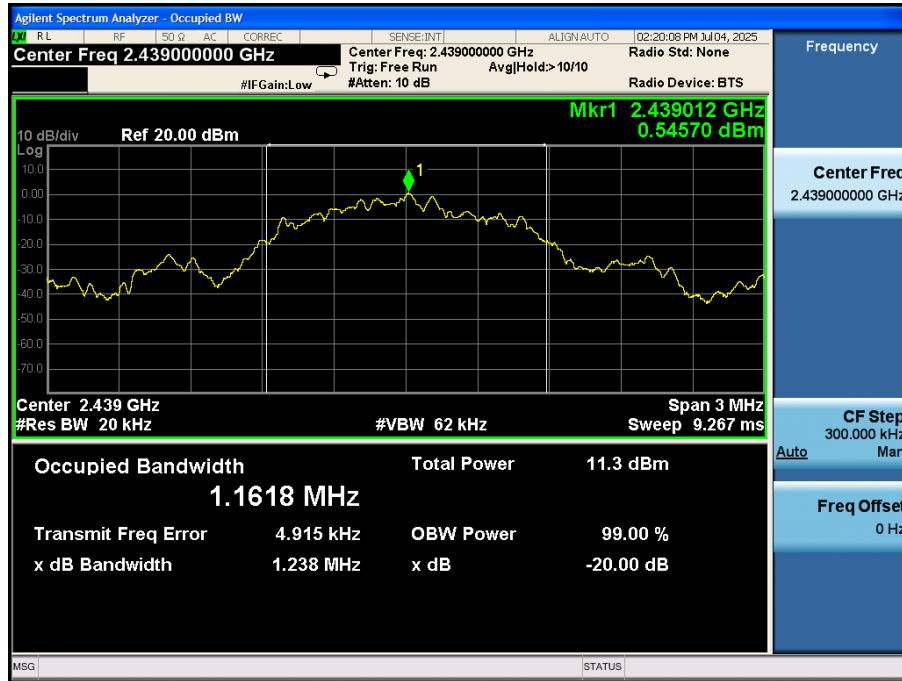 Agilent Spectrum Analyzer - Occupied BW
LXI RL RF 50 Ω AC CORREC SENSE:INT ALIGN AUTO 02:20:08 PM Jul 04, 2025
Center Freq 2.439000000 GHz
Center Freq: 2.439000000 GHz
Radio Std: None
Trig: Free Run Avg|Hold:>10/10
#IFGain:Low
#Atten: 10 dB
Radio Device: BTS
Mkr1 2.439012 GHz
0.54570 dBm
10 dB/div Ref 20.00 dBm
Log
10.0
0.00
-10.0
-20.0
-30.0
-40.0
-50.0
-60.0
-70.0
1
Center 2.439 GHz Span 3 MHz
#Res BW 20 kHz #VBW 62 kHz Sweep 9.267 ms
Occupied Bandwidth
1.1618 MHz
Total Power 11.3 dBm
Transmit Freq Error 4.915 kHz OBW Power 99.00 %
x dB Bandwidth 1.238 MHz x dB -20.00 dB
MSG STATUS
Frequency
Center Freq
2.439000000 GHz
CF Step
300.000 kHz
Auto Man
Freq Offset
0 Hz